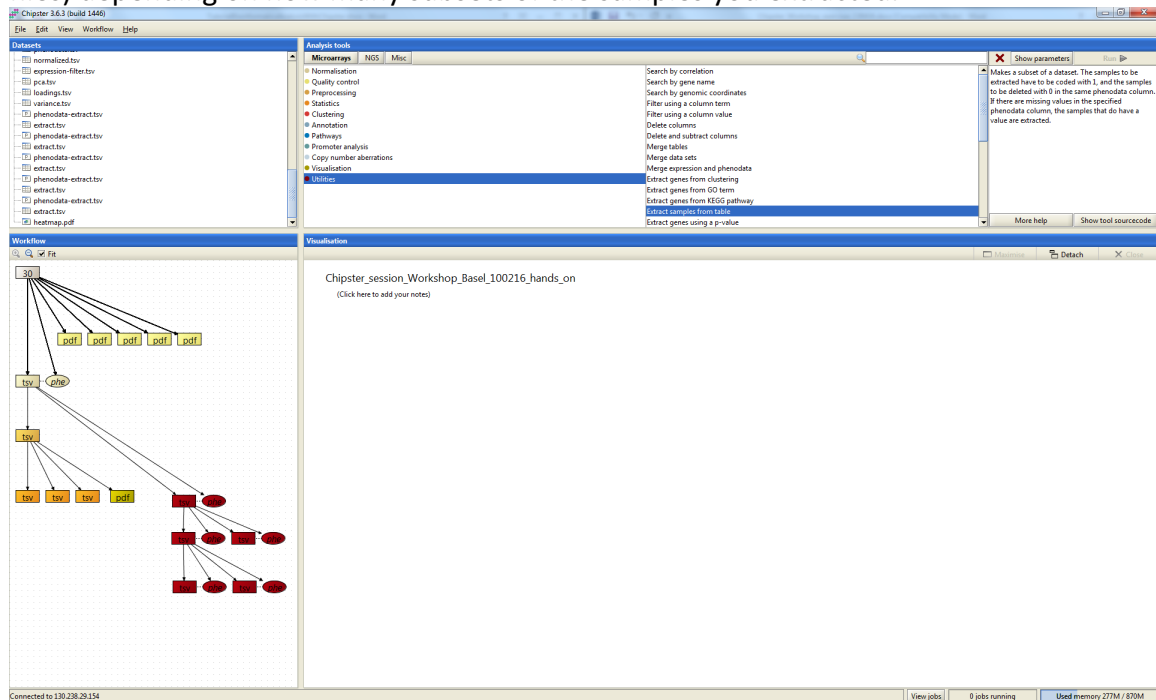 Chipster 3.6.3 (build 1446)
File Edit View Workflow Help
Datasets
normalized.tsv
expression-filter.tsv
pca.tsv
loadings.tsv
variance.tsv
phenodata-extract.tsv
extract.tsv
phenodata-extract.tsv
extract.tsv
phenodata-extract.tsv
extract.tsv
phenodata-extract.tsv
extract.tsv
phenodata-extract.tsv
extract.tsv
heatmap.pdf
Analysis tools
Microarrays NGS Misc
Normalisation
Quality control
Preprocessing
Statistics
Clustering
Annotation
Pathways
Promoter analysis
Copy number aberrations
Visualisation
Utilities
Search by correlation
Search by gene name
Search by genomic coordinates
Filter using a column term
Filter using a column value
Delete columns
Delete and subtract columns
Merge tables
Merge data sets
Merge expression and phenodata
Extract genes from clustering
Extract genes from GO term
Extract genes from KEGG pathway
Extract samples from table
Extract genes using a p-value
Show parameters Run
Makes a subset of a dataset. The samples to be
extracted have to be coded with 1, and the samples
to be deleted with 0 in the same phenodata column.
If there are missing values in the specified
phenodata column, the samples that do have a
value are extracted.
More help Show tool sourcecode
Workflow
Fit
30
pdf pdf pdf pdf pdf
tsv phe
tsv
tsv tsv tsv pdf
tsv phe
tsv phe tsv phe
tsv phe tsv phe
Visualisation
Maximise Detach Close
Chipster_session_Workshop_Basel_100216_hands_on
(Click here to add your notes)
Connected to 130.238.29.154
View jobs 0 jobs running Used memory 277M / 870M